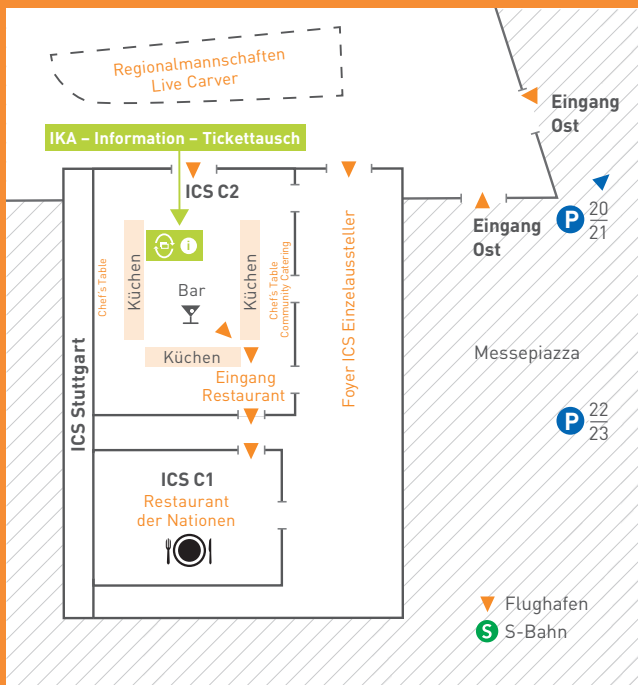 Regionalmannschaften
Live Carver
Eingang
Ost
IKA – Information – Tickettausch
ICS C2
P 20
21
Eingang
Ost
i
Chef's Table
Küchen
Bar
Küchen
Chef's Table
Community Catering
Foyer ICS Einzelaussteller
Küchen
Eingang
Restaurant
Messepiazza
ICS Stuttgart
P 22
23
ICS C1
Restaurant
der Nationen
Flughafen
S S-Bahn